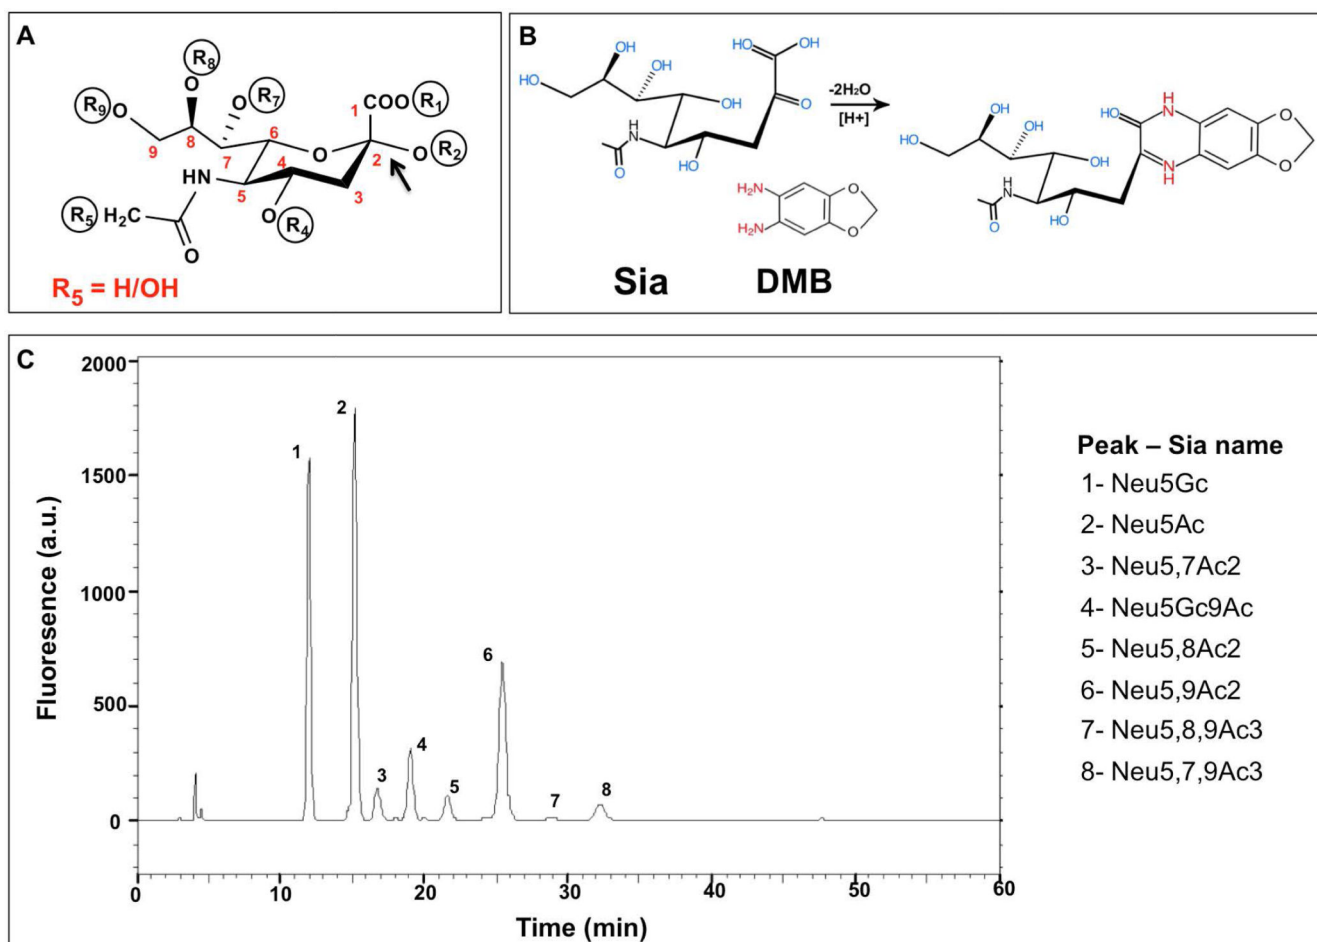 A
R8
O
R9
O
O
R7
1
COO
R1
6
8
9
7
O
4
2
O
R2
HN
5
3
R5
H2C
O
R4
O
R5 = H/OH
B
OH
HO
OH
OH
HO
OH
O
H
N
HO
O
H2N
H2N
O
O
Sia
DMB
-2H2O
[H+]
OH
HO
OH
OH
H
N
HO
O
HO
N
H
N
H
O
O
C
2000
1500
1000
500
0
Fluorescence (a.u.)
1
2
3
4
5
6
7
8
0
10
20
30
40
50
60
Time (min)
Peak – Sia name
1- Neu5Gc
2- Neu5Ac
3- Neu5,7Ac2
4- Neu5Gc9Ac
5- Neu5,8Ac2
6- Neu5,9Ac2
7- Neu5,8,9Ac3
8- Neu5,7,9Ac3